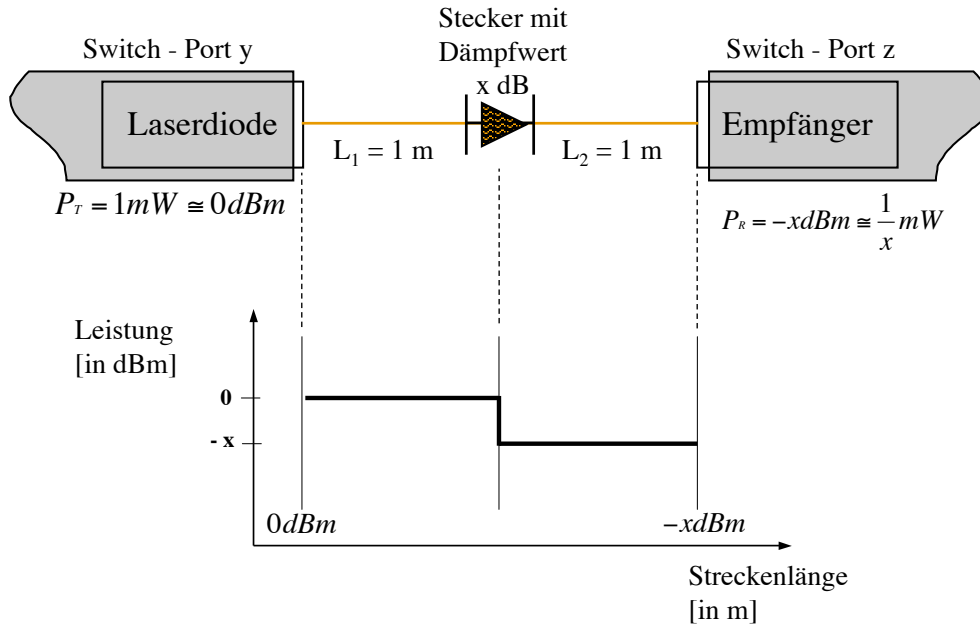 Stecker mit
Dämpfwert
x dB
Switch - Port y
Switch - Port z
Laserdiode
Empfänger
L1 = 1 m
L2 = 1 m
PT = 1mW ≅ 0dBm
PR = −xdBm ≅ 1/x mW
Leistung
[in dBm]
0
- x
0dBm
−xdBm
Streckenlänge
[in m]